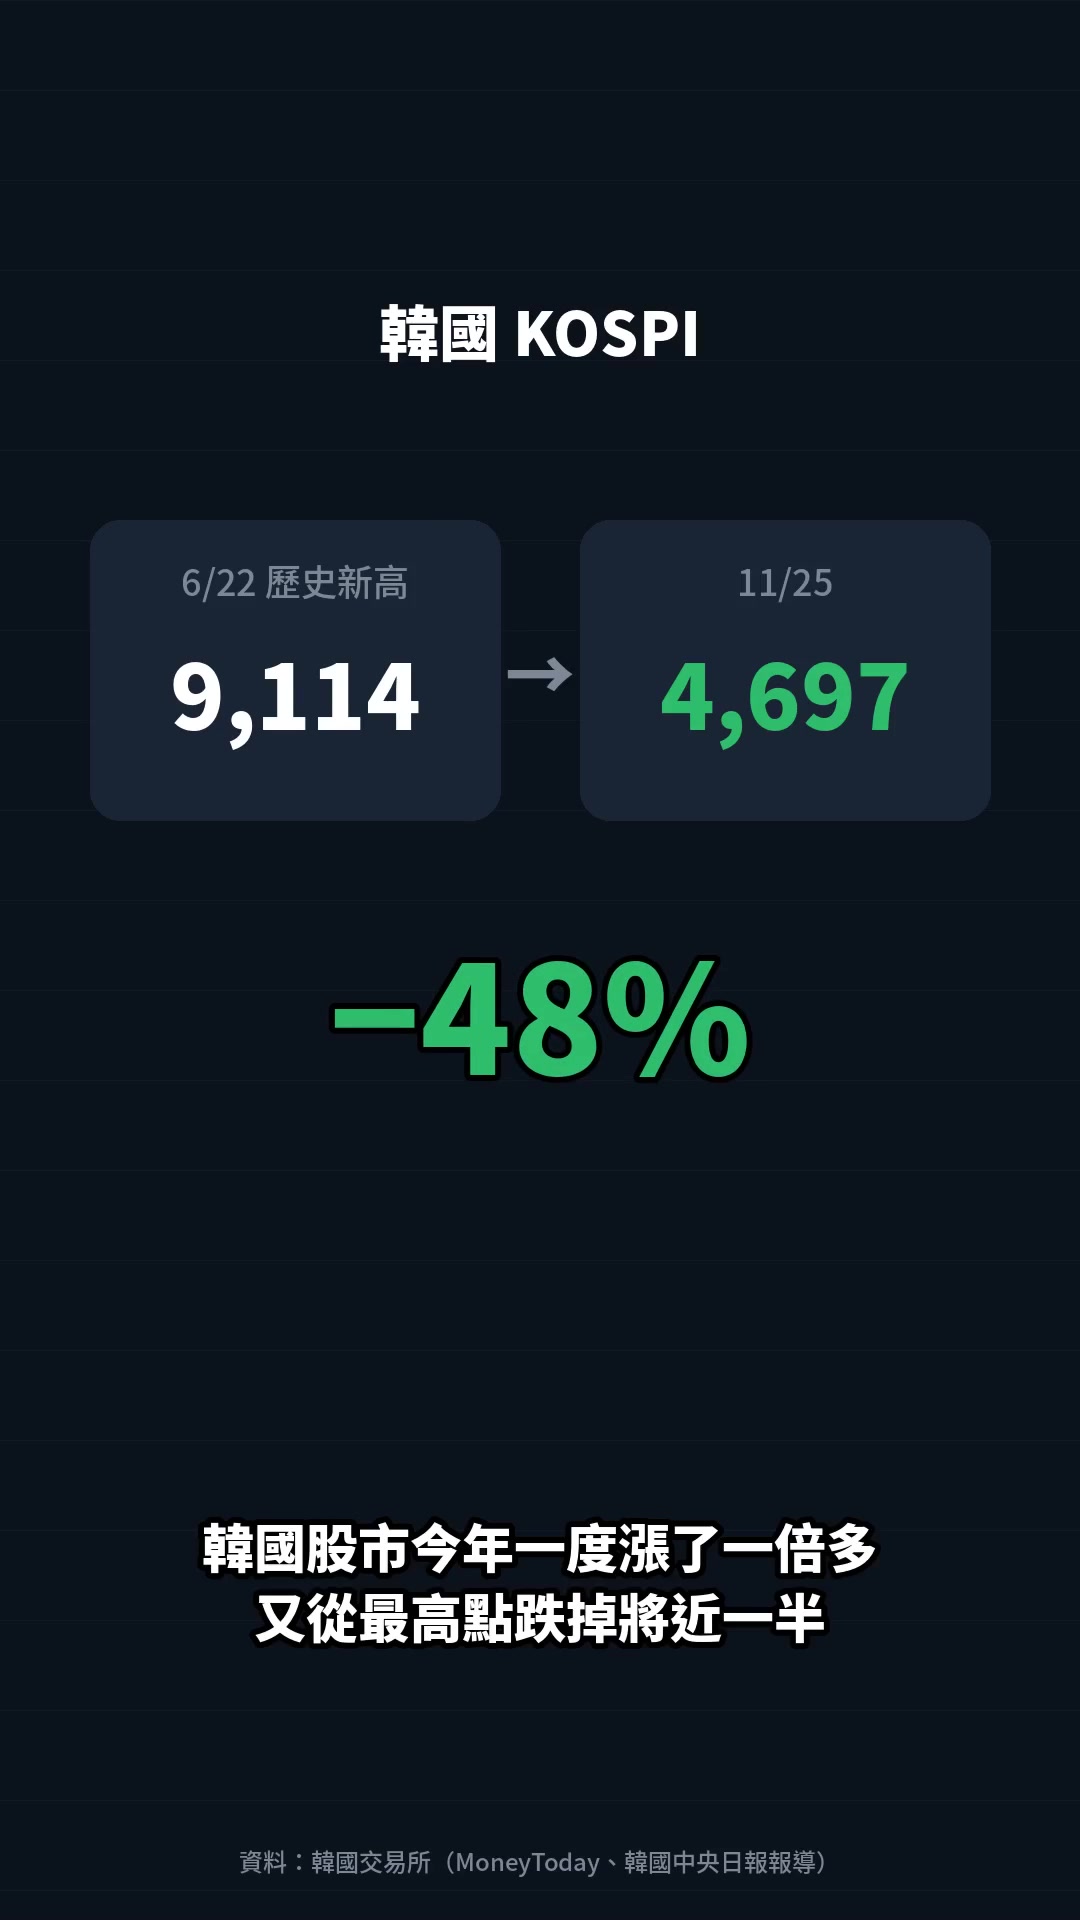 韓國 KOSPI
6/22 歷史新高
9,114
→
11/25
4,697
−48%
韓國股市今年一度漲了一倍多
又從最高點跌掉將近一半
資料：韓國交易所（MoneyToday、韓國中央日報報導）